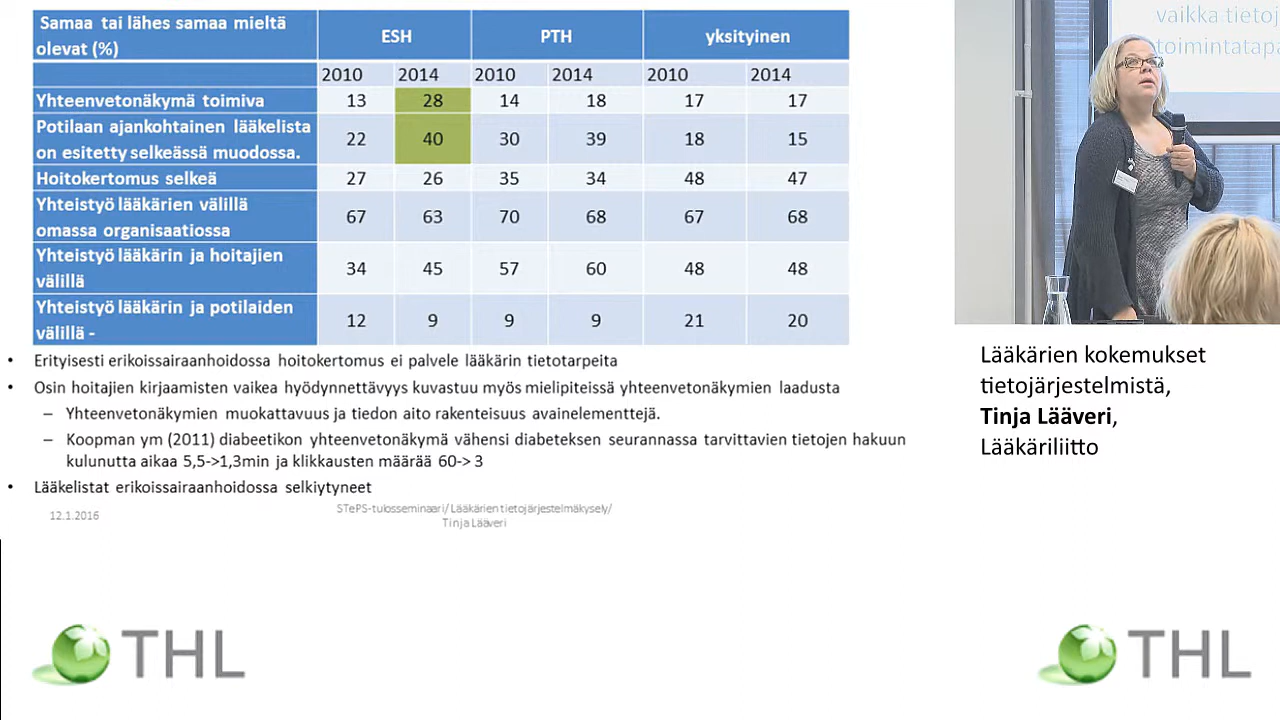 Samaa tai lähes samaa mieltä
olevat (%)
ESH
PTH
yksityinen
2010 2014 2010 2014 2010 2014
Yhteenvetonäkymä toimiva 13 28 14 18 17 17
Potilaan ajankohtainen lääkelista
on esitetty selkeässä muodossa. 22 40 30 39 18 15
Hoitokertomus selkeä 27 26 35 34 48 47
Yhteistyö lääkärien välillä
omassa organisaatiossa 67 63 70 68 67 68
Yhteistyö lääkärin ja hoitajien
välillä 34 45 57 60 48 48
Yhteistyö lääkärin ja potilaiden
välillä - 12 9 9 9 21 20
• Erityisesti erikoissairaanhoidossa hoitokertomus ei palvele lääkärin tietotarpeita
• Osin hoitajien kirjaamisten vaikea hyödynnettävyys kuvastuu myös mielipiteissä yhteenvetonäkymien laadusta
– Yhteenvetonäkymien muokattavuus ja tiedon aito rakenteisuus avainelementtejä.
– Koopman ym (2011) diabeetikon yhteenvetonäkymä vähensi diabeteksen seurannassa tarvittavien tietojen hakuun
kulunutta aikaa 5,5->1,3min ja klikkausten määrää 60-> 3
• Lääkelistat erikoissairaanhoidossa selkiytyneet
12.1.2016
STePS-tulosseminaari/ Lääkärien tietojärjestelmäkysely/
Tinja Lääveri
vaikka tietoj
toimintatapa
Lääkärien kokemukset
tietojärjestelmistä,
Tinja Lääveri,
Lääkäriliitto
THL
THL